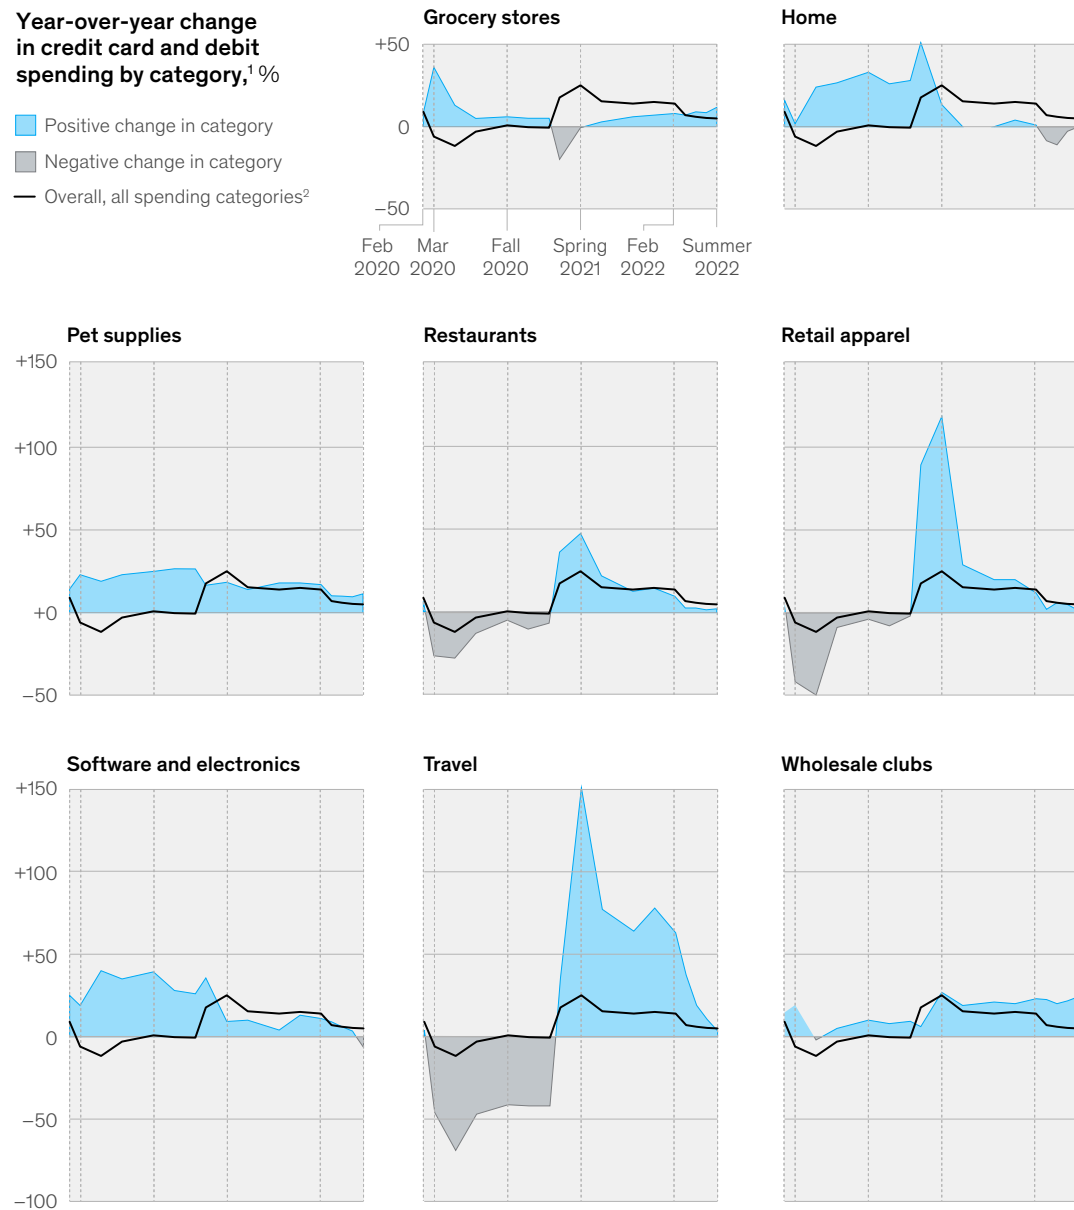 Year-over-year change
in credit card and debit
spending by category,¹ %
Positive change in category
Negative change in category
Overall, all spending categories²
Grocery stores
+50
0
−50
Feb 2020
Mar 2020
Fall 2020
Spring 2021
Feb 2022
Summer 2022
Home
Pet supplies
+150
+100
+50
+0
−50
Restaurants
Retail apparel
Software and electronics
+150
+100
+50
0
−50
−100
Travel
Wholesale clubs